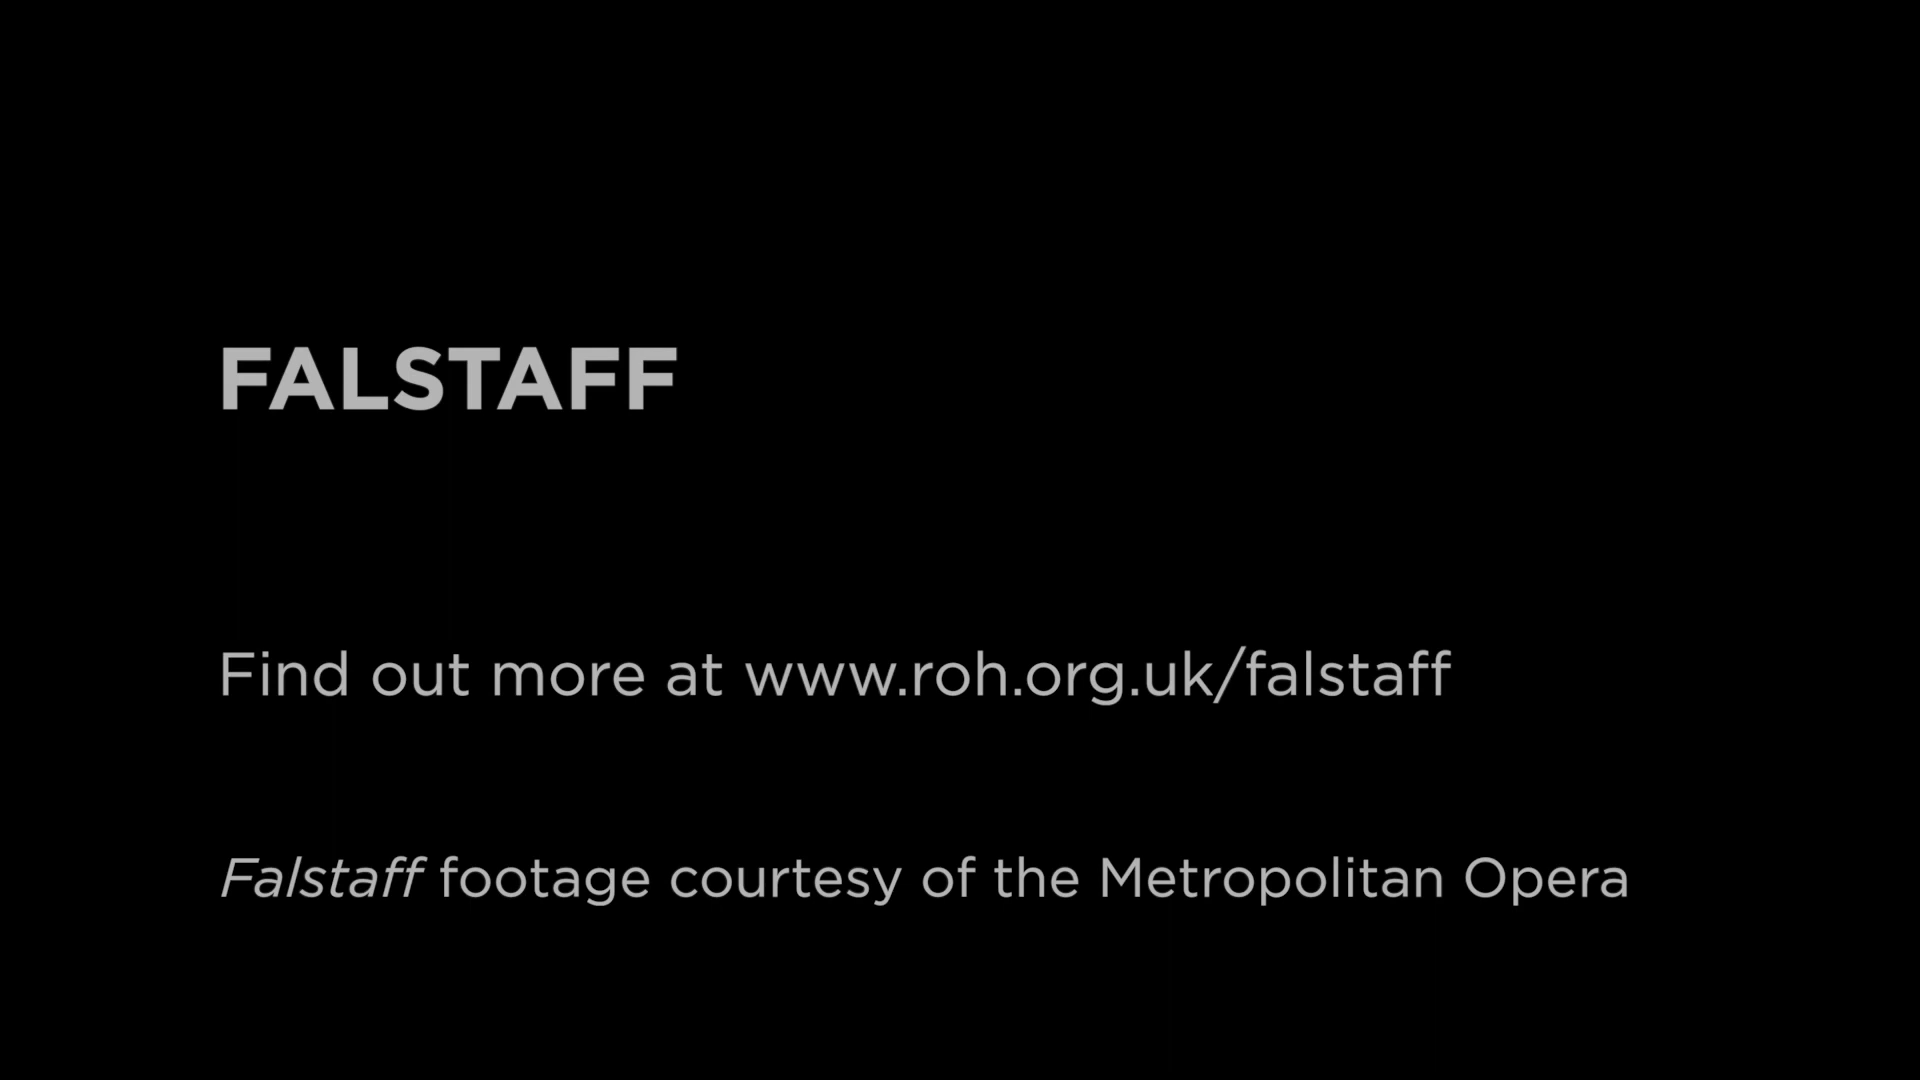 FALSTAFF
Find out more at www.roh.org.uk/falstaff
Falstaff footage courtesy of the Metropolitan Opera